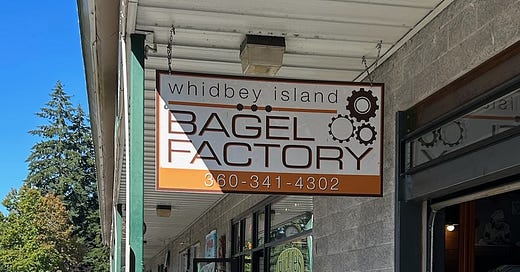 whidbey island
BAGEL
FACTORY
360-341-4302